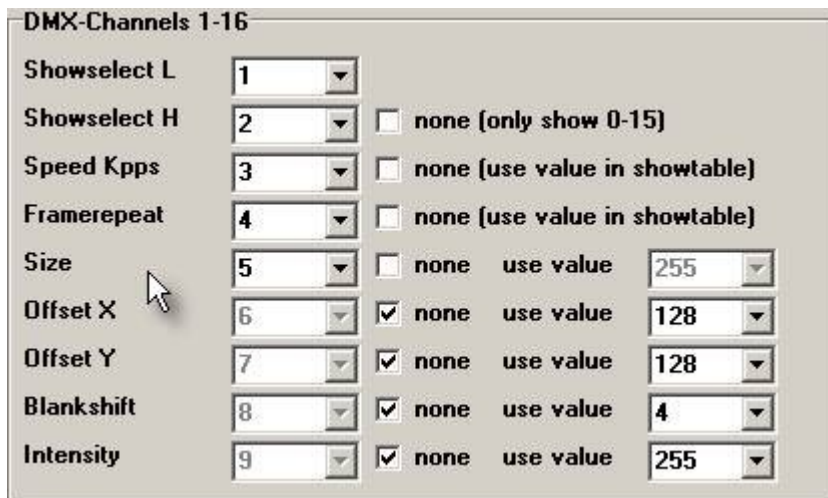 DMX-Channels 1-16
Showselect L 1
Showselect H 2 none (only show 0-15)
Speed Kpps 3 none (use value in showtable)
Framerepeat 4 none (use value in showtable)
Size 5 none use value 255
Offset X 6 none use value 128
Offset Y 7 none use value 128
Blankshift 8 none use value 4
Intensity 9 none use value 255